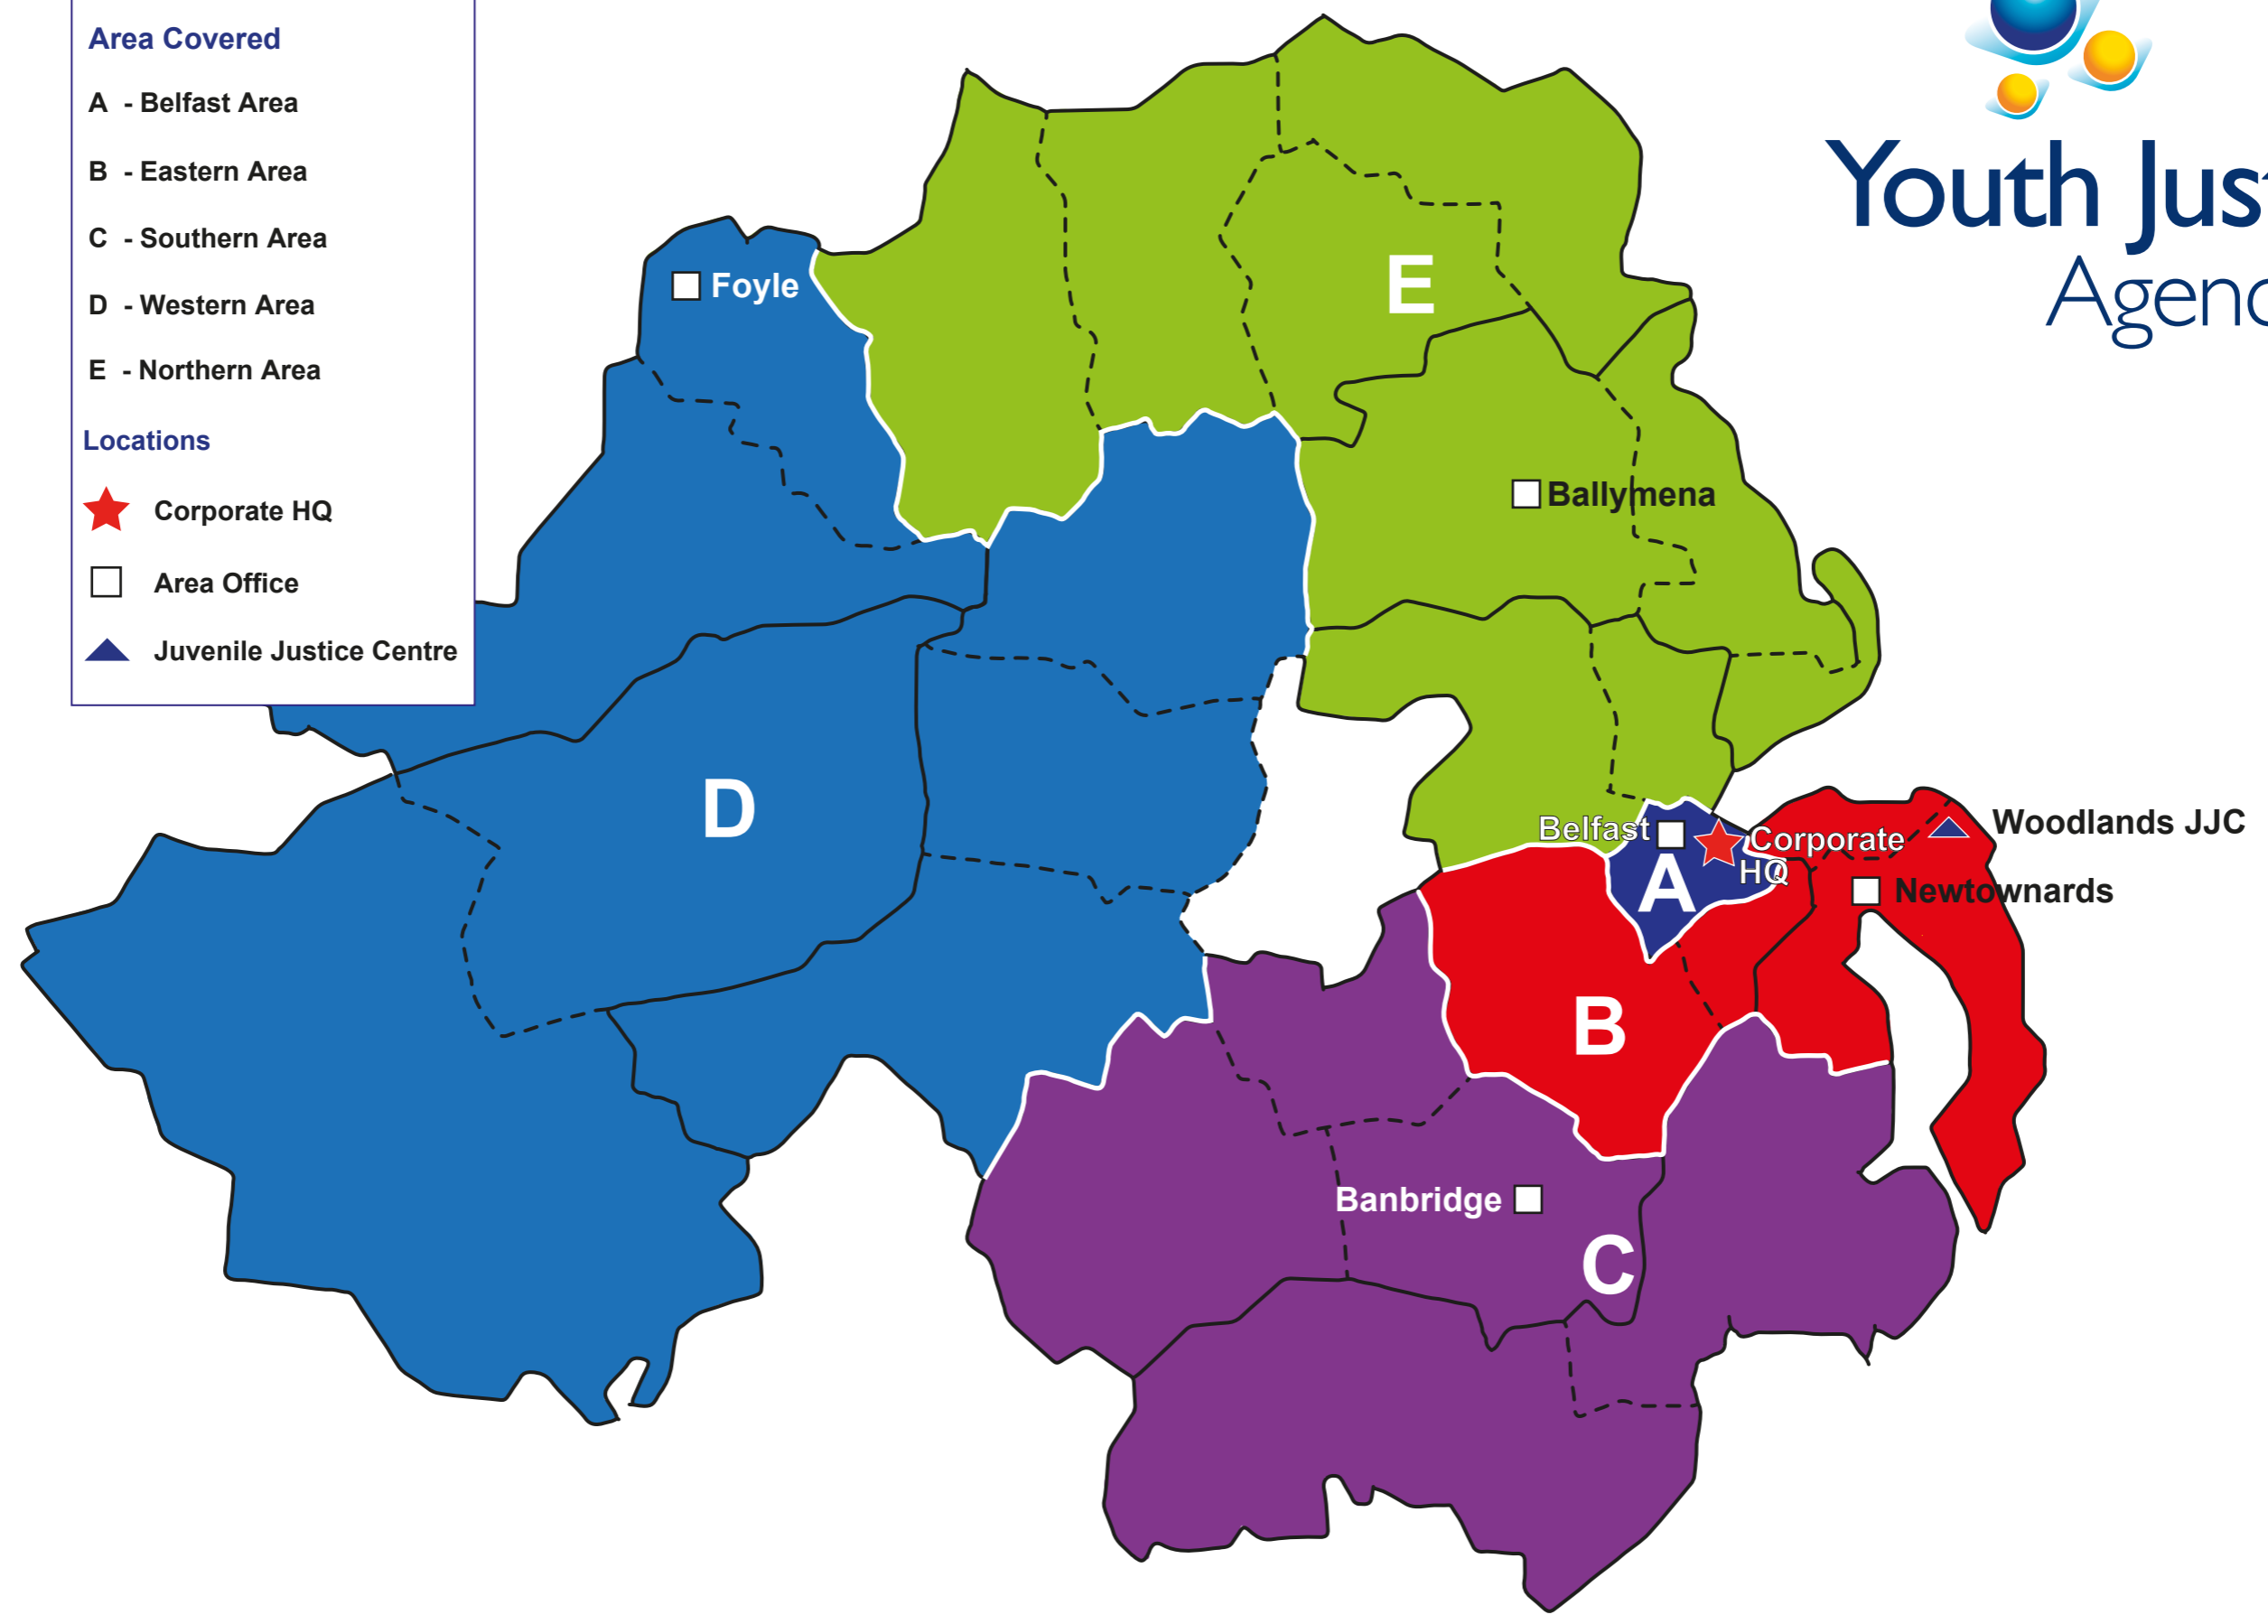 Area Covered
A - Belfast Area
B - Eastern Area
C - Southern Area
D - Western Area
E - Northern Area
Locations
Corporate HQ
Area Office
Juvenile Justice Centre
Youth Jus
Agen
Foyle
E
Ballymena
D
Belfast
Corporate
HQ
A
Woodlands JJC
Newtownards
B
Banbridge
C